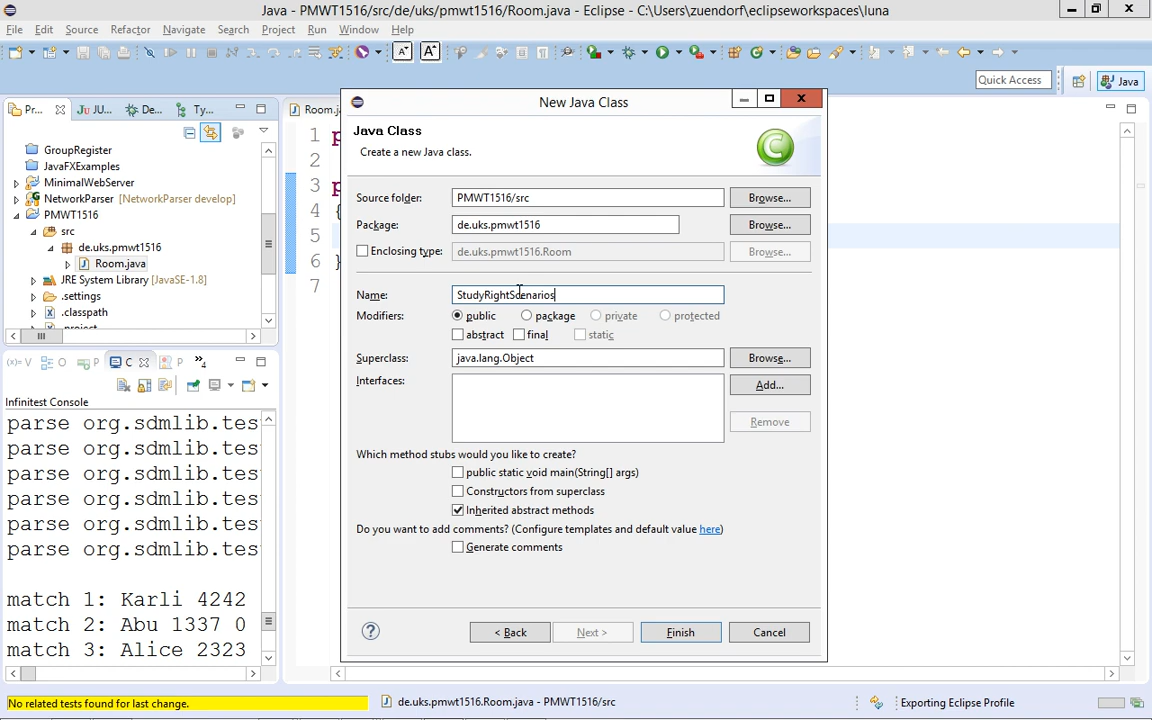 Java - PMWT1516/src/de/uks/pmwt1516/Room.java - Eclipse - C:\Users\zuendorf\eclipseworkspaces\luna
File Edit Source Refactor Navigate Search Project Run Window Help
Quick Access
Java
Pr...
JU...
De...
Ty...
GroupRegister
JavaFXExamples
MinimalWebServer
NetworkParser [NetworkParser develop]
PMWT1516
src
de.uks.pmwt1516
Room.java
JRE System Library [JavaSE-1.8]
.settings
.classpath
.project
(x)= V
O
P
C
P
»4
Infinitest Console
parse org.sdmlib.tes
parse org.sdmlib.tes
parse org.sdmlib.tes
parse org.sdmlib.tes
parse org.sdmlib.tes
parse org.sdmlib.tes
match 1: Karli 4242
match 2: Abu 1337 0
match 3: Alice 2323
Room.j
1 p
2
3 p
4 {
5
6 }
7
New Java Class
Java Class
Create a new Java class.
Source folder: PMWT1516/src Browse...
Package: de.uks.pmwt1516 Browse...
Enclosing type: de.uks.pmwt1516.Room Browse...
Name: StudyRightScenarios
Modifiers: public package private protected
abstract final static
Superclass: java.lang.Object Browse...
Interfaces: Add...
Remove
Which method stubs would you like to create?
public static void main(String[] args)
Constructors from superclass
Inherited abstract methods
Do you want to add comments? (Configure templates and default value here)
Generate comments
< Back Next > Finish Cancel
No related tests found for last change.
de.uks.pmwt1516.Room.java - PMWT1516/src
Exporting Eclipse Profile